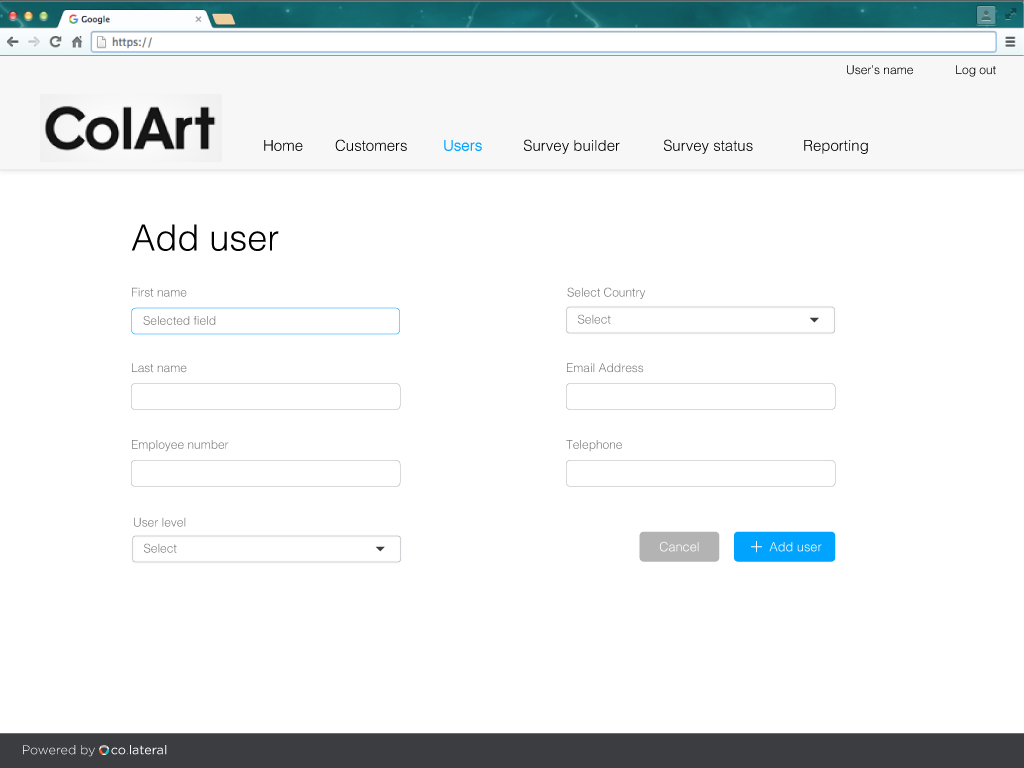 Google
https://
User's name Log out
ColArt
Home Customers Users Survey builder Survey status Reporting
Add user
First name
Selected field
Select Country
Select
Last name
Email Address
Employee number
Telephone
User level
Select
Cancel
+ Add user
Powered by co.lateral